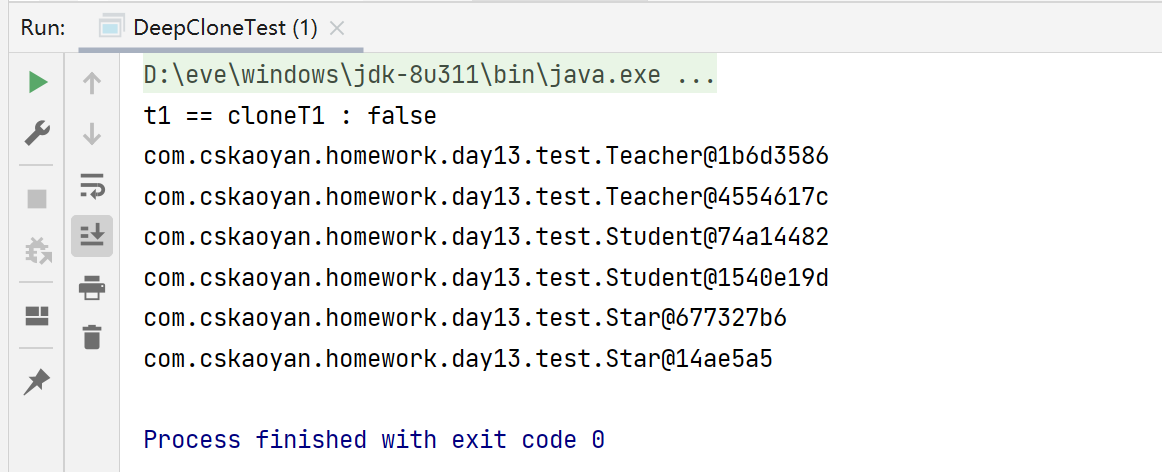 Run: DeepCloneTest (1)
D:\eve\windows\jdk-8u311\bin\java.exe ...
t1 == cloneT1 : false
com.cskaoyan.homework.day13.test.Teacher@1b6d3586
com.cskaoyan.homework.day13.test.Teacher@4554617c
com.cskaoyan.homework.day13.test.Student@74a14482
com.cskaoyan.homework.day13.test.Student@1540e19d
com.cskaoyan.homework.day13.test.Star@677327b6
com.cskaoyan.homework.day13.test.Star@14ae5a5
Process finished with exit code 0